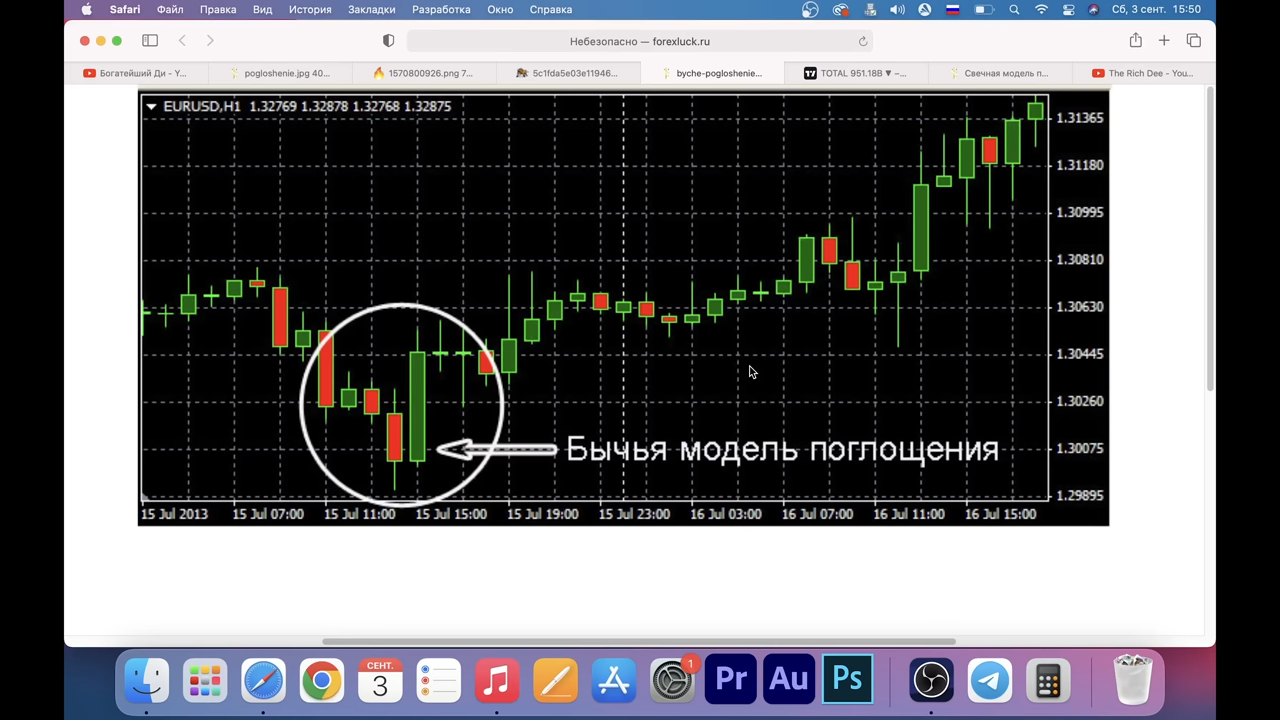 Safari Файл Правка Вид История Закладки Разработка Окно Справка Сб, 3 сент. 15:50
Небезопасно — forexluck.ru
Богатейший Ди - Y... pogloshenie.jpg 40... 1570800926.png 7... 5c1fda5e03e11946... byche-pogloshenie... TOTAL 951.18B ▼ –... Свечная модель п... The Rich Dee - You...
EURUSD,H1 1.32769 1.32878 1.32768 1.32875
1.31365
1.31180
1.30995
1.30810
1.30630
1.30445
1.30260
Бычья модель поглощения
1.30075
1.29895
15 Jul 2013 15 Jul 07:00 15 Jul 11:00 15 Jul 15:00 15 Jul 19:00 15 Jul 23:00 16 Jul 03:00 16 Jul 07:00 16 Jul 11:00 16 Jul 15:00
СЕНТ.
3
1
Pr Au Ps